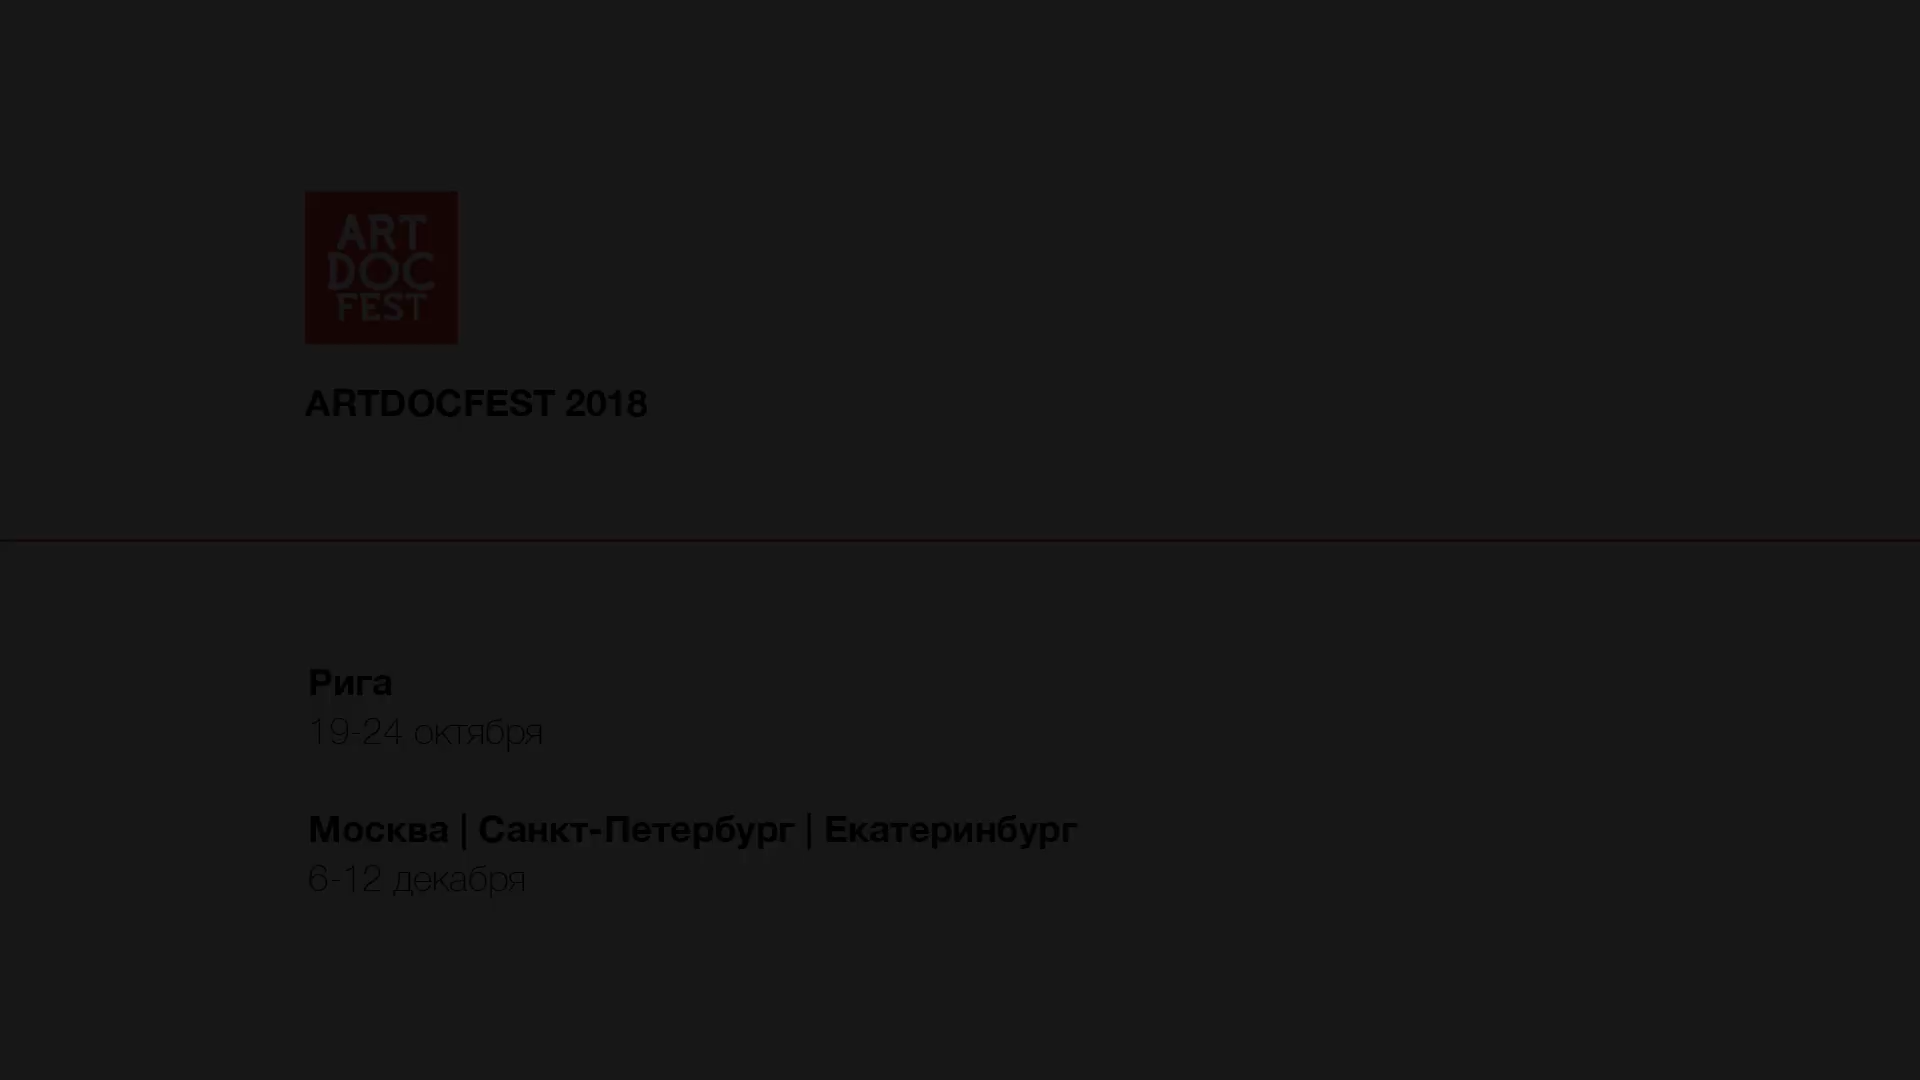 ART
DOC
FEST
ARTDOCFEST 2018
Рига
19-24 октября
Москва | Санкт-Петербург | Екатеринбург
6-12 декабря